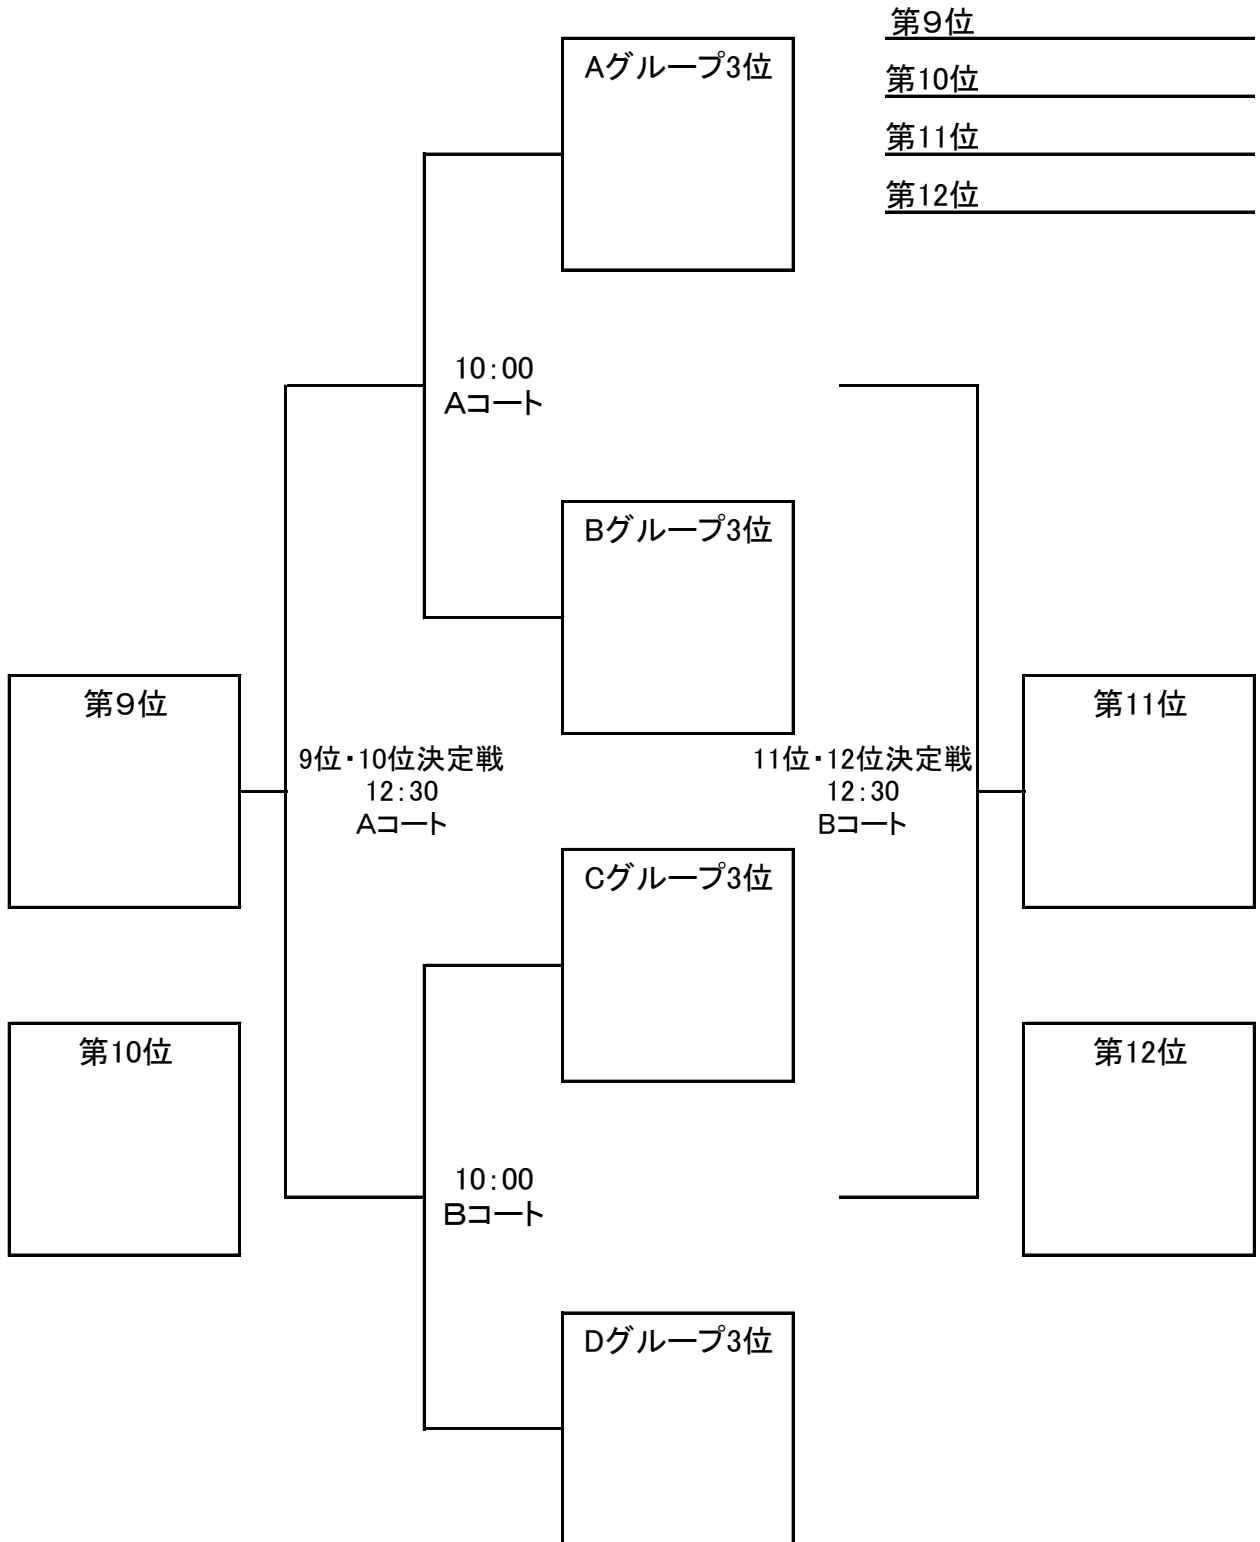 第９位
Aグループ3位
第10位
第11位
第12位
10：00
Aコート
Bグループ3位
第９位
第11位
9位・10位決定戦
12：30
Aコート
11位・12位決定戦
12：30
Bコート
Cグループ3位
第10位
第12位
10：00
Bコート
Dグループ3位